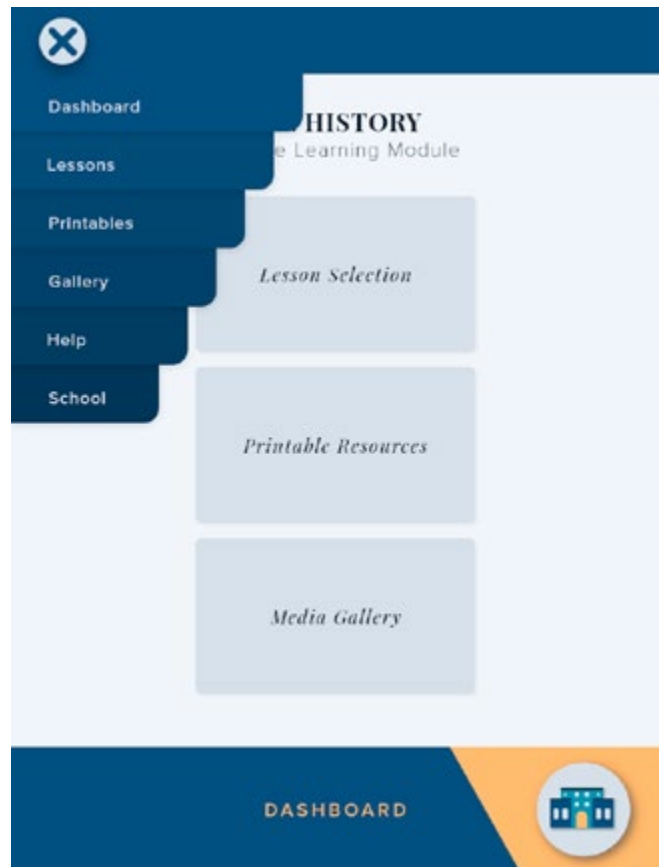 Dashboard
HISTORY
Learning Module
Lessons
Printables
Gallery
Lesson Selection
Help
School
Printable Resources
Media Gallery
DASHBOARD